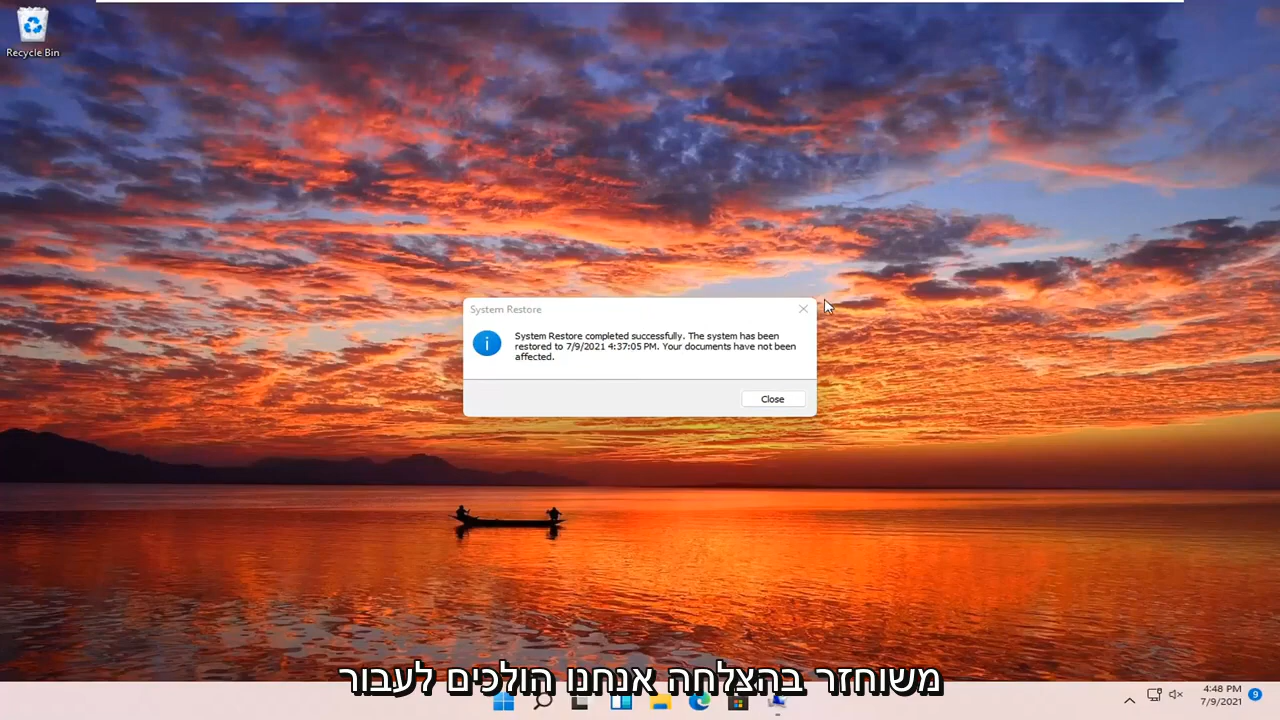 Recycle Bin
System Restore
System Restore completed successfully. The system has been
restored to 7/9/2021 4:37:05 PM. Your documents have not been
affected.
Close
משוחזר בהצלחה אנחנו הולכים לעבור
4:48 PM
7/9/2021
9